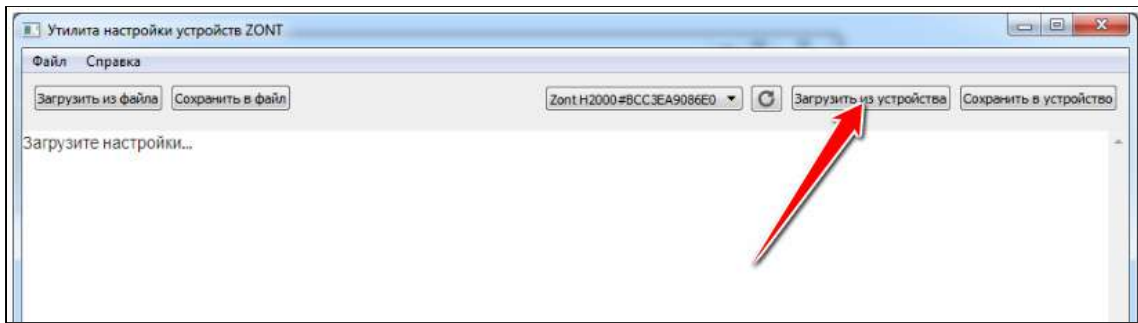 Утилита настройки устройств ZONT
Файл Справка
Загрузить из файла Сохранить в файл Zont H2000#8CC3EA9086E0 Загрузить из устройства Сохранить в устройство
Загрузите настройки...